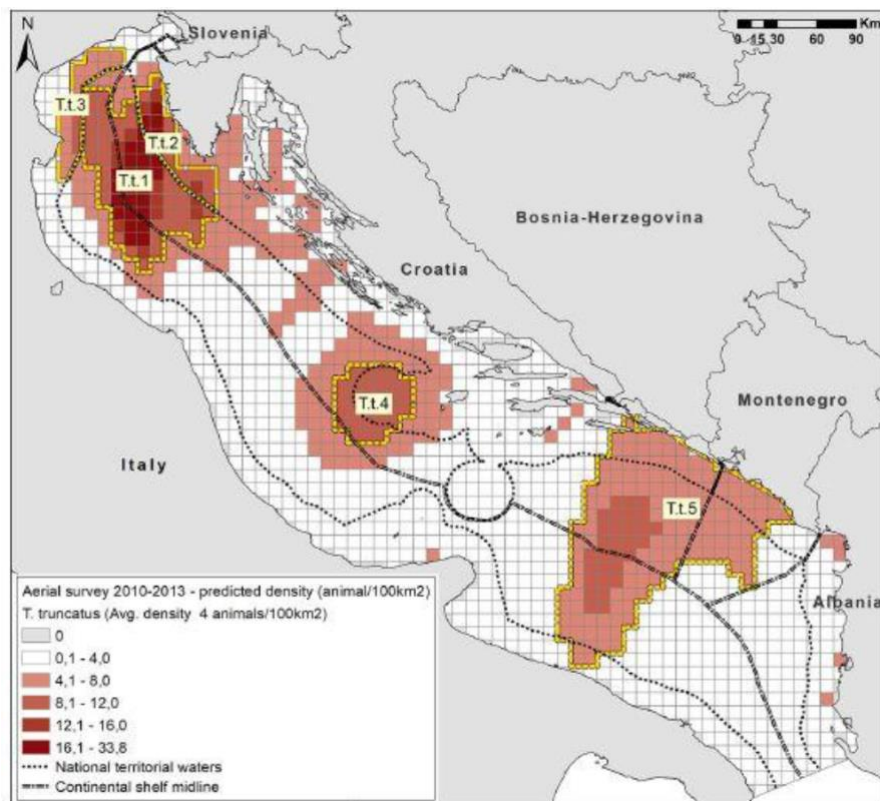 N
Slovenia
Km
0 15 30 60 90
T.t.3
T.t.2
T.t.1
Bosnia-Herzegovina
Croatia
T.t.4
Montenegro
Italy
T.t.5
Albania
Aerial survey 2010-2013 - predicted density (animal/100km2)
T. truncatus (Avg. density 4 animals/100km2)
0
0,1 - 4,0
4,1 - 8,0
8,1 - 12,0
12,1 - 16,0
16,1 - 33,8
National territorial waters
Continental shelf midline